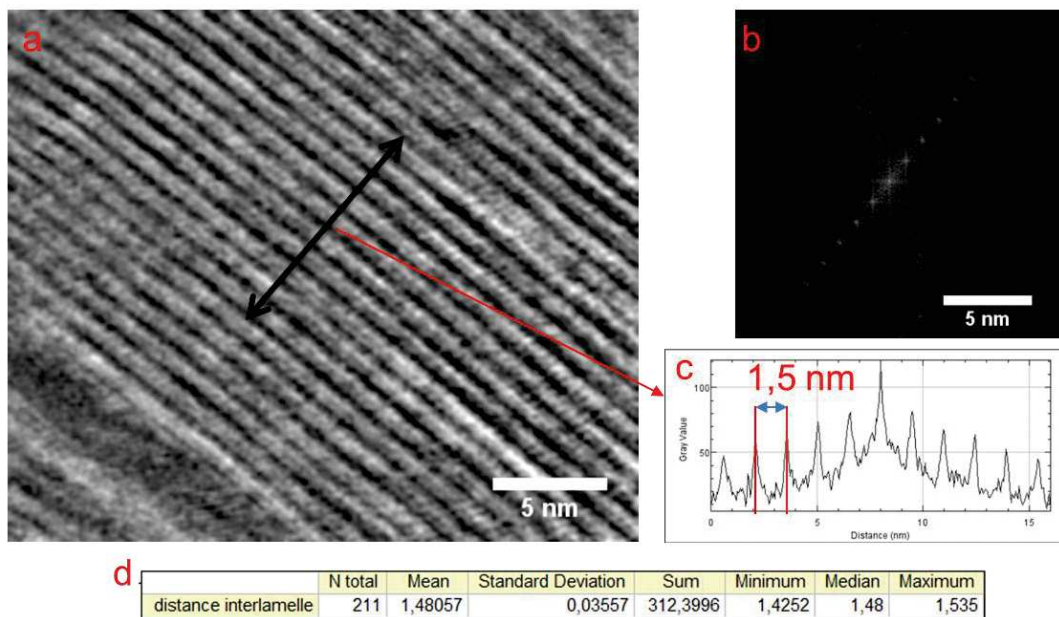 a
5 nm
b
5 nm
c
1,5 nm
100
50
Gray Value
0 5 10 15
Distance (nm)
d
N total Mean Standard Deviation Sum Minimum Median Maximum
distance interlamelle 211 1,48057 0,03557 312,3996 1,4252 1,48 1,535